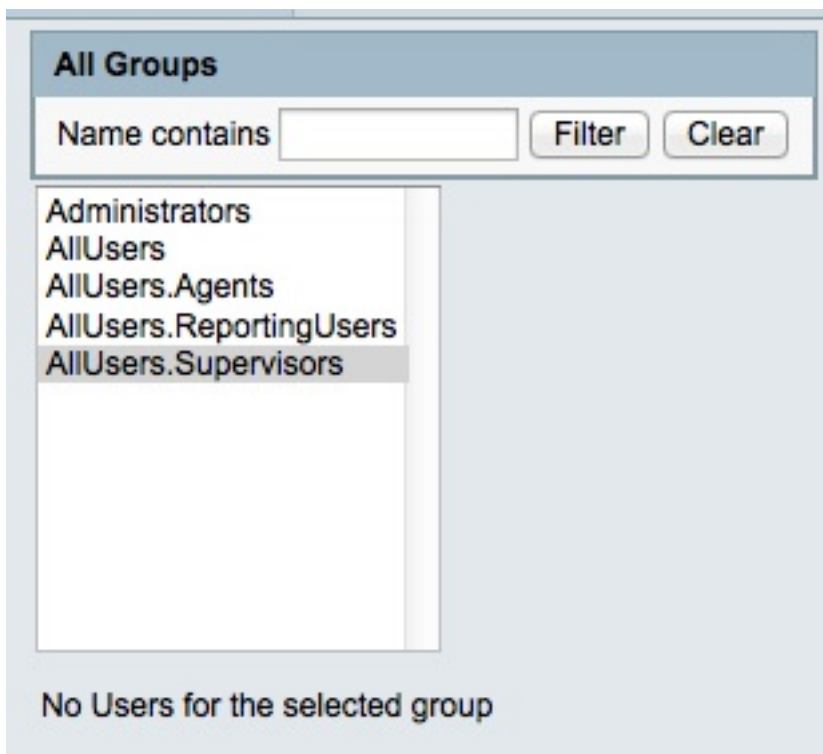 All Groups
Name contains Filter Clear
Administrators
AllUsers
AllUsers.Agents
AllUsers.ReportingUsers
AllUsers.Supervisors
No Users for the selected group